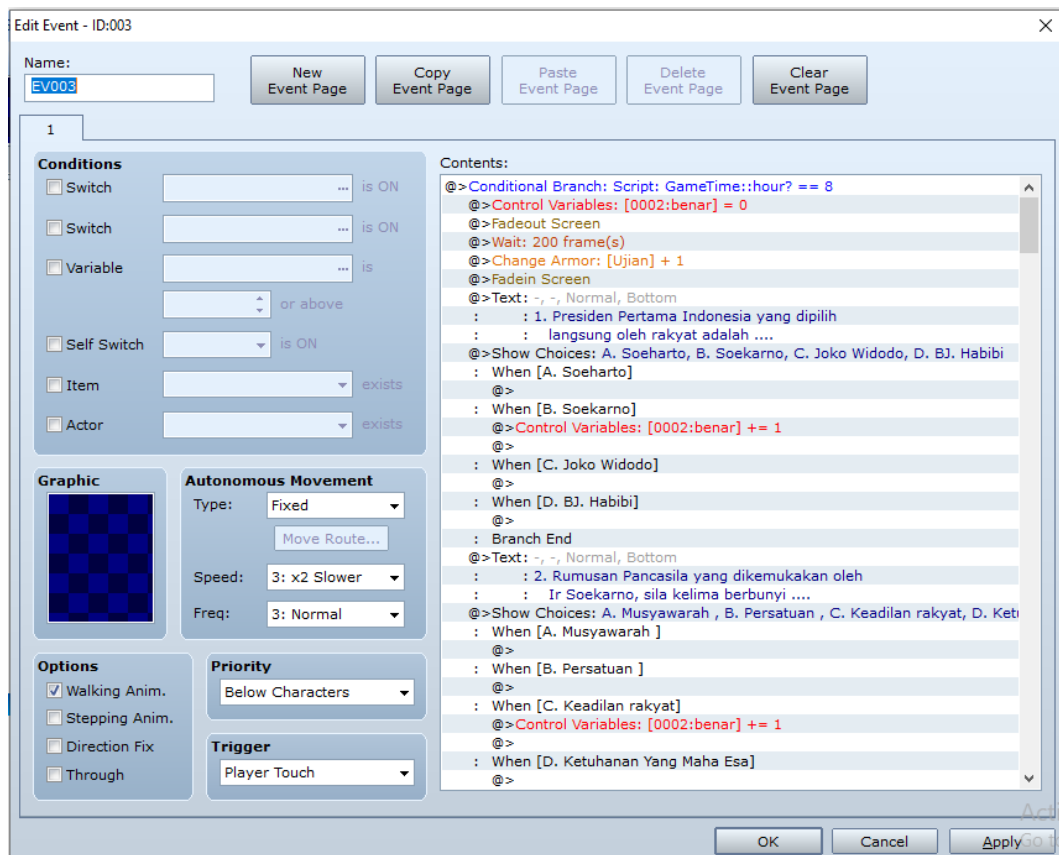 Edit Event - ID:003
Name:
EV003
New
Event Page
Copy
Event Page
Paste
Event Page
Delete
Event Page
Clear
Event Page
1
Conditions
Switch ... is ON
Switch ... is ON
Variable ... is
or above
Self Switch is ON
Item exists
Actor exists
Graphic
Autonomous Movement
Type: Fixed
Move Route...
Speed: 3: x2 Slower
Freq: 3: Normal
Options
Walking Anim.
Stepping Anim.
Direction Fix
Through
Priority
Below Characters
Trigger
Player Touch
Contents:
@>Conditional Branch: Script: GameTime::hour? == 8
@>Control Variables: [0002:benar] = 0
@>Fadeout Screen
@>Wait: 200 frame(s)
@>Change Armor: [Ujian] + 1
@>Fadein Screen
@>Text: -, -, Normal, Bottom
: : 1. Presiden Pertama Indonesia yang dipilih
: : langsung oleh rakyat adalah ....
@>Show Choices: A. Soeharto, B. Soekarno, C. Joko Widodo, D. BJ. Habibi
: When [A. Soeharto]
@>
: When [B. Soekarno]
@>Control Variables: [0002:benar] += 1
@>
: When [C. Joko Widodo]
@>
: When [D. BJ. Habibi]
@>
: Branch End
@>Text: -, -, Normal, Bottom
: : 2. Rumusan Pancasila yang dikemukakan oleh
: : Ir Soekarno, sila kelima berbunyi ....
@>Show Choices: A. Musyawarah , B. Persatuan , C. Keadilan rakyat, D. Ketu
: When [A. Musyawarah ]
@>
: When [B. Persatuan ]
@>
: When [C. Keadilan rakyat]
@>Control Variables: [0002:benar] += 1
@>
: When [D. Ketuhanan Yang Maha Esa]
@>
OK
Cancel
Apply
Acti
Go t